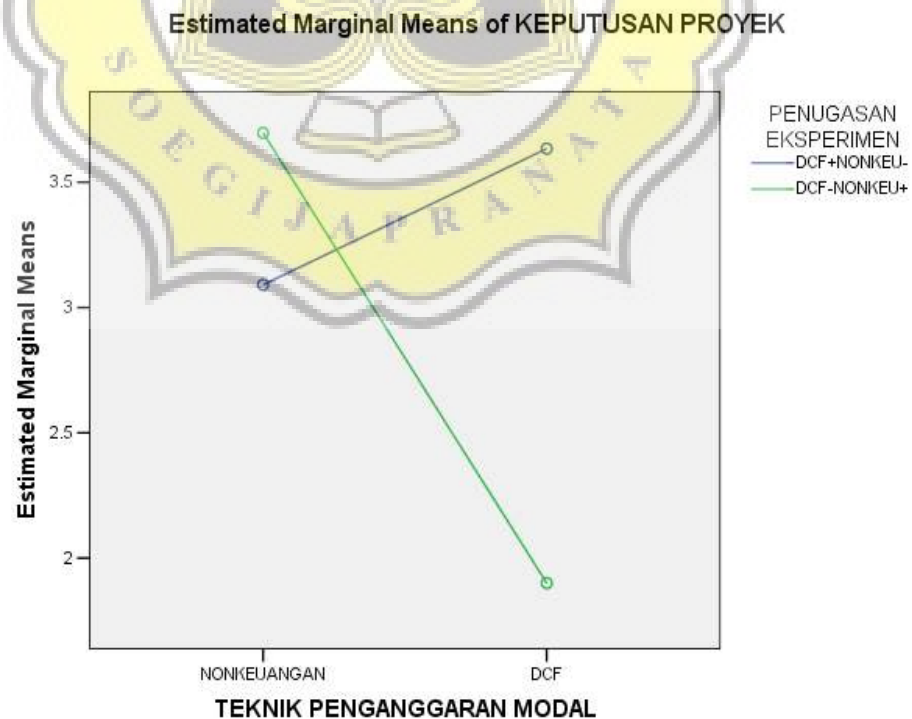 Estimated Marginal Means of KEPUTUSAN PROYEK
SOEGIJAPRANATA
PENUGASAN
EKSPERIMEN
DCF+NONKEU-
DCF-NONKEU+
Estimated Marginal Means
3.5
3
2.5
2
NONKEUANGAN
DCF
TEKNIK PENGANGGARAN MODAL